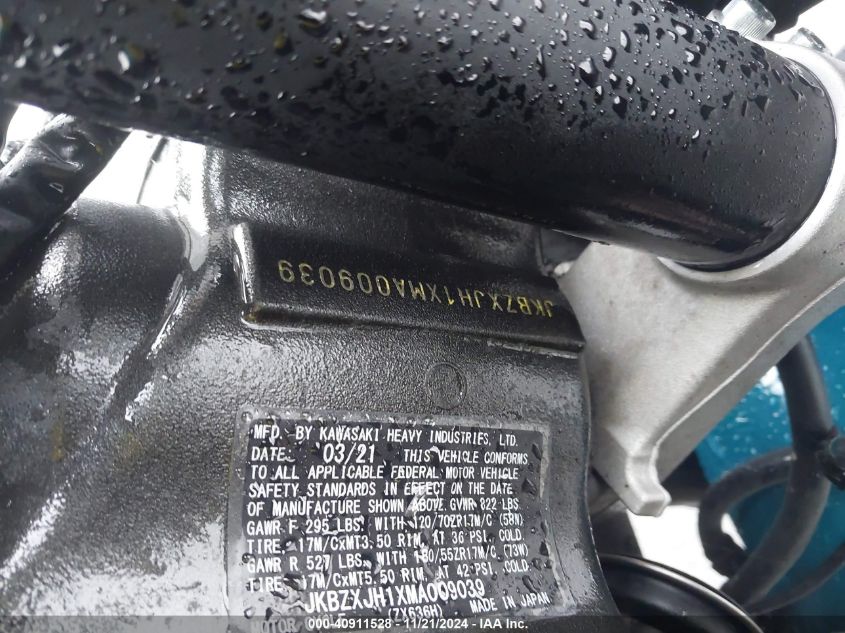 JKBZXJH1XMA009039
MFD. BY KAWASAKI HEAVY INDUSTRIES, LTD.
DATE: 03/21 THIS VEHICLE CONFORMS
TO ALL APPLICABLE FEDERAL MOTOR VEHICLE
SAFETY STANDARDS IN EFFECT ON THE DATE
OF MANUFACTURE SHOWN ABOVE. GVWR 822 LBS.
GAWR F 295 LBS. WITH 120/70ZR17M/C (58W)
TIRE, 17M/CxMT3.50 RIM, AT 36 PSI, COLD.
GAWR R 527 LBS. WITH 180/55ZR17M/C (73W)
TIRE, 17M/CxMT5.50 RIM, AT 42 PSI, COLD.
JKBZXJH1XMA009039
(ZX636H) MADE IN JAPAN
MOTOR
000-40911528 - 11/21/2024 - IAA Inc.